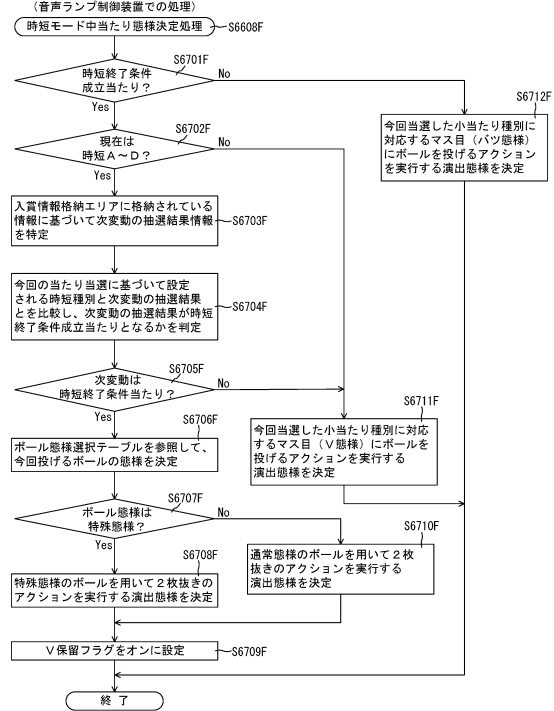 （音声ランプ制御装置での処理）
時短モード中当たり態様決定処理
S6608F
時短終了条件
成立当たり？
S6701F
No
Yes
現在は
時短Ａ～Ｄ？
S6702F
No
Yes
入賞情報格納エリアに格納されている
情報に基づいて次変動の抽選結果情報
を特定
S6703F
今回の当たり当選に基づいて設定
される時短種別と次変動の抽選結果
とを比較し、次変動の抽選結果が時短
終了条件成立当たりとなるかを判定
S6704F
次変動は
時短終了条件当たり？
S6705F
No
Yes
ボール態様選択テーブルを参照して、
今回投げるボールの態様を決定
S6706F
ボール態様は
特殊態様？
S6707F
No
Yes
特殊態様のボールを用いて２枚抜きの
アクションを実行する演出態様を決定
S6708F
Ｖ保留フラグをオンに設定
S6709F
終 了
通常態様のボールを用いて２枚
抜きのアクションを実行する
演出態様を決定
S6710F
今回当選した小当たり種別に対応
するマス目（Ｖ態様）にボールを
投げるアクションを実行する
演出態様を決定
S6711F
今回当選した小当たり種別に
対応するマス目（バツ態様）
にボールを投げるアクション
を実行する演出態様を決定
S6712F